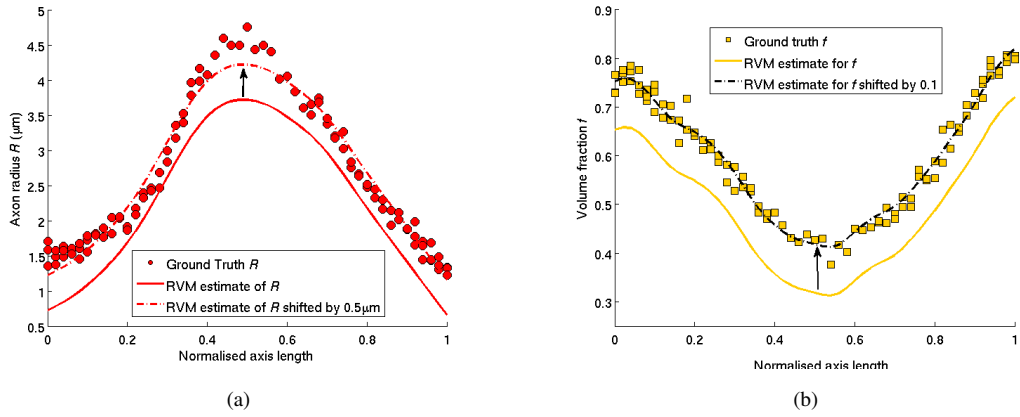 5
4.5
4
3.5
3
2.5
2
1.5
1
0.5
Axon radius R (μm)
Ground Truth R
RVM estimate of R
RVM estimate of R shifted by 0.5μm
0 0.2 0.4 0.6 0.8 1
Normalised axis length
(a)
0.9
0.8
0.7
0.6
0.5
0.4
0.3
Volume fraction f
Ground truth f
RVM estimate for f
RVM estimate for f shifted by 0.1
0 0.2 0.4 0.6 0.8 1
Normalised axis length
(b)